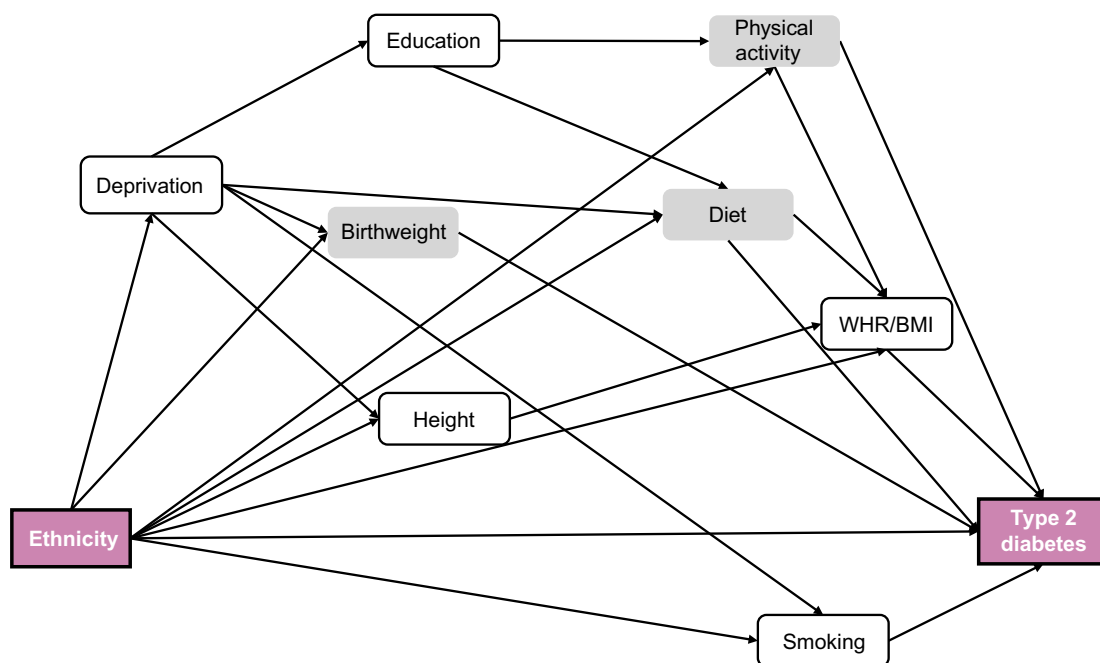 Education
Physical
activity
Deprivation
Birthweight
Diet
WHR/BMI
Height
Ethnicity
Type 2
diabetes
Smoking